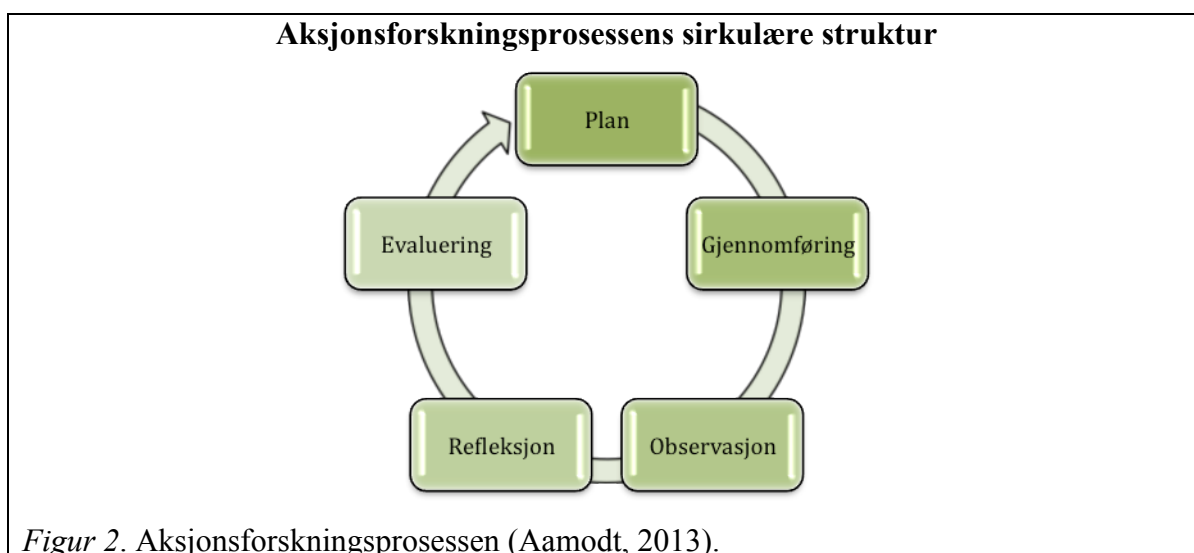 Aksjonsforskningsprosessens sirkulære struktur
Plan
Gjennomføring
Observasjon
Refleksjon
Evaluering
Figur 2. Aksjonsforskningsprosessen (Aamodt, 2013).